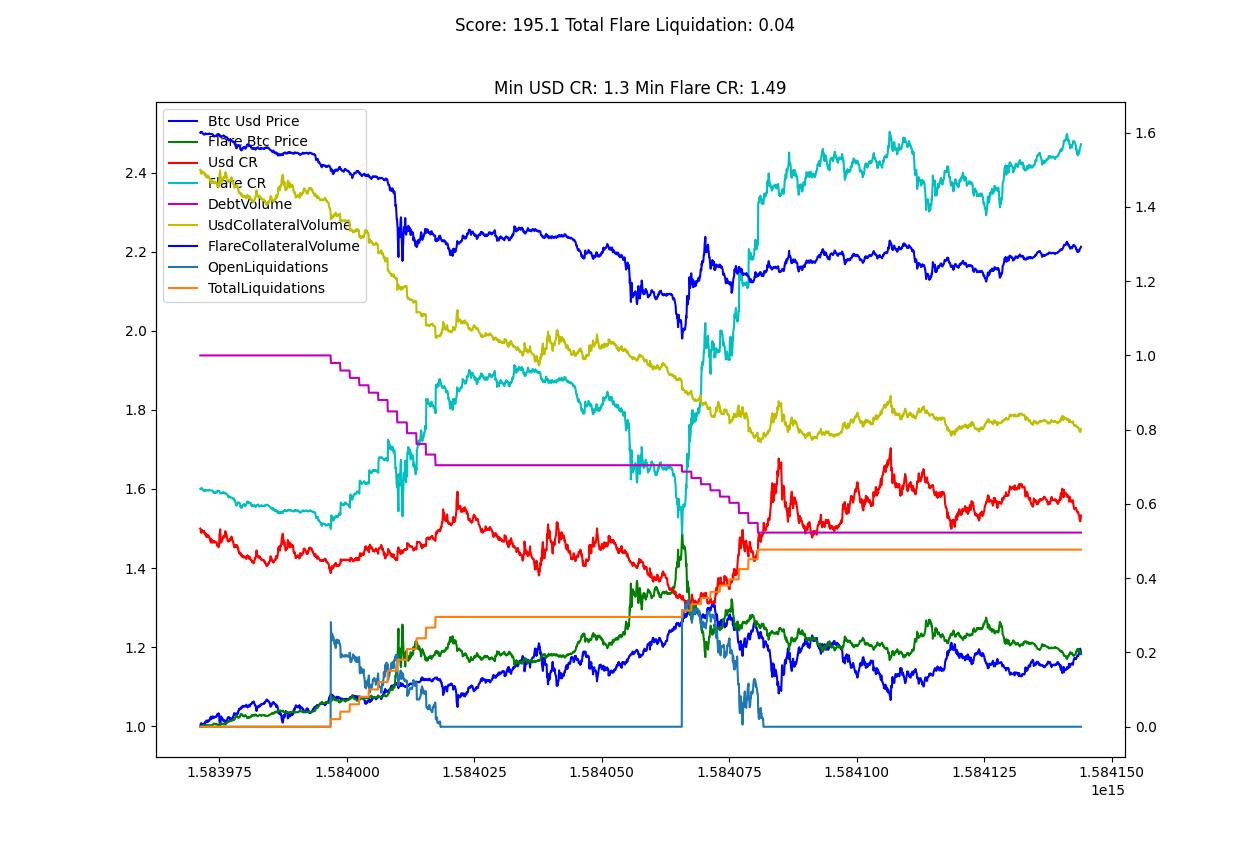 Score: 195.1 Total Flare Liquidation: 0.04
Min USD CR: 1.3 Min Flare CR: 1.49
Btc Usd Price
Flare Btc Price
Usd CR
Flare CR
DebtVolume
UsdCollateralVolume
FlareCollateralVolume
OpenLiquidations
TotalLiquidations
2.4
2.2
2.0
1.8
1.6
1.4
1.2
1.0
1.6
1.4
1.2
1.0
0.8
0.6
0.4
0.2
0.0
1.583975 1.584000 1.584025 1.584050 1.584075 1.584100 1.584125 1.584150
1e15